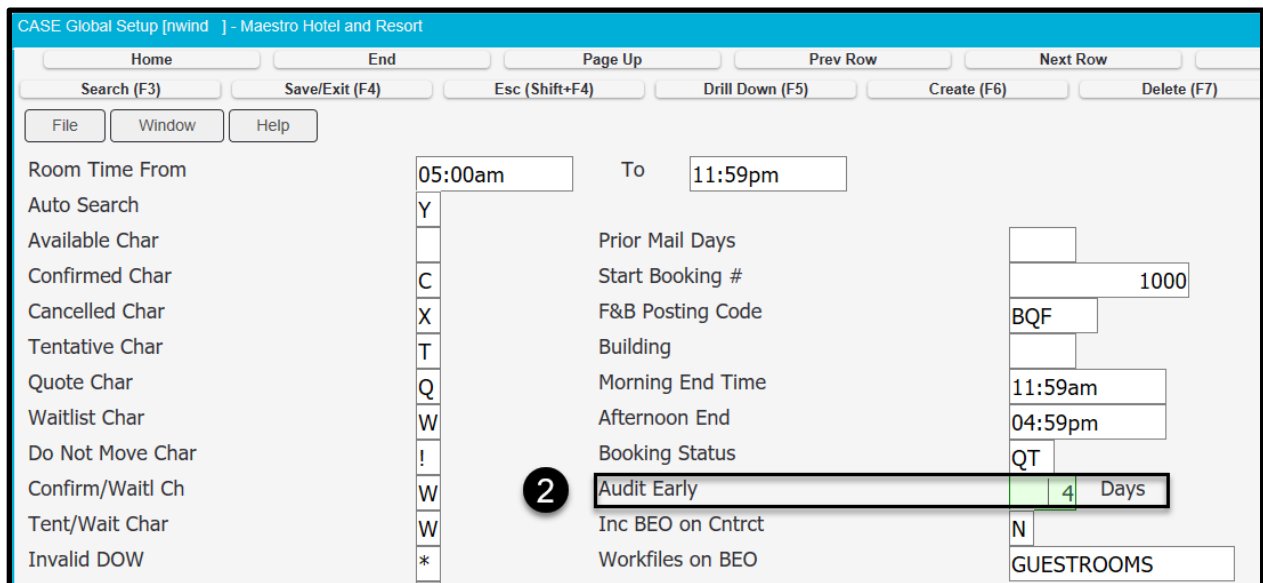 CASE Global Setup [nwind ] - Maestro Hotel and Resort
Home End Page Up Prev Row Next Row
Search (F3) Save/Exit (F4) Esc (Shift+F4) Drill Down (F5) Create (F6) Delete (F7)
File Window Help
Room Time From 05:00am To 11:59pm
Auto Search Y
Available Char Prior Mail Days
Confirmed Char C Start Booking # 1000
Cancelled Char X F&B Posting Code BQF
Tentative Char T Building
Quote Char Q Morning End Time 11:59am
Waitlist Char W Afternoon End 04:59pm
Do Not Move Char ! Booking Status QT
Confirm/Waitl Ch W 2 Audit Early 4 Days
Tent/Wait Char W Inc BEO on Cntrct N
Invalid DOW * Workfiles on BEO GUESTROOMS